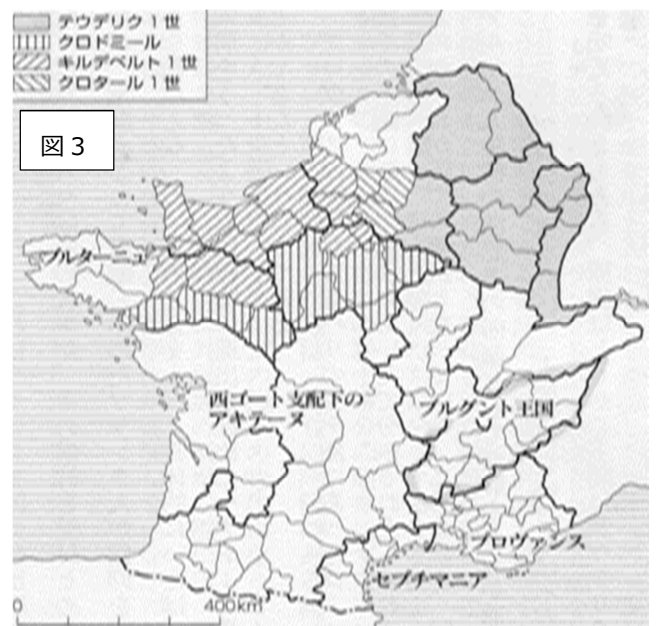 テウデリク1世
クロドミール
キルデベルト1世
クロタール1世
図3
ブルターニュ
西ゴート支配下の
アキテーヌ
ブルグント王国
プロヴァンス
セプチマニア
0
400km